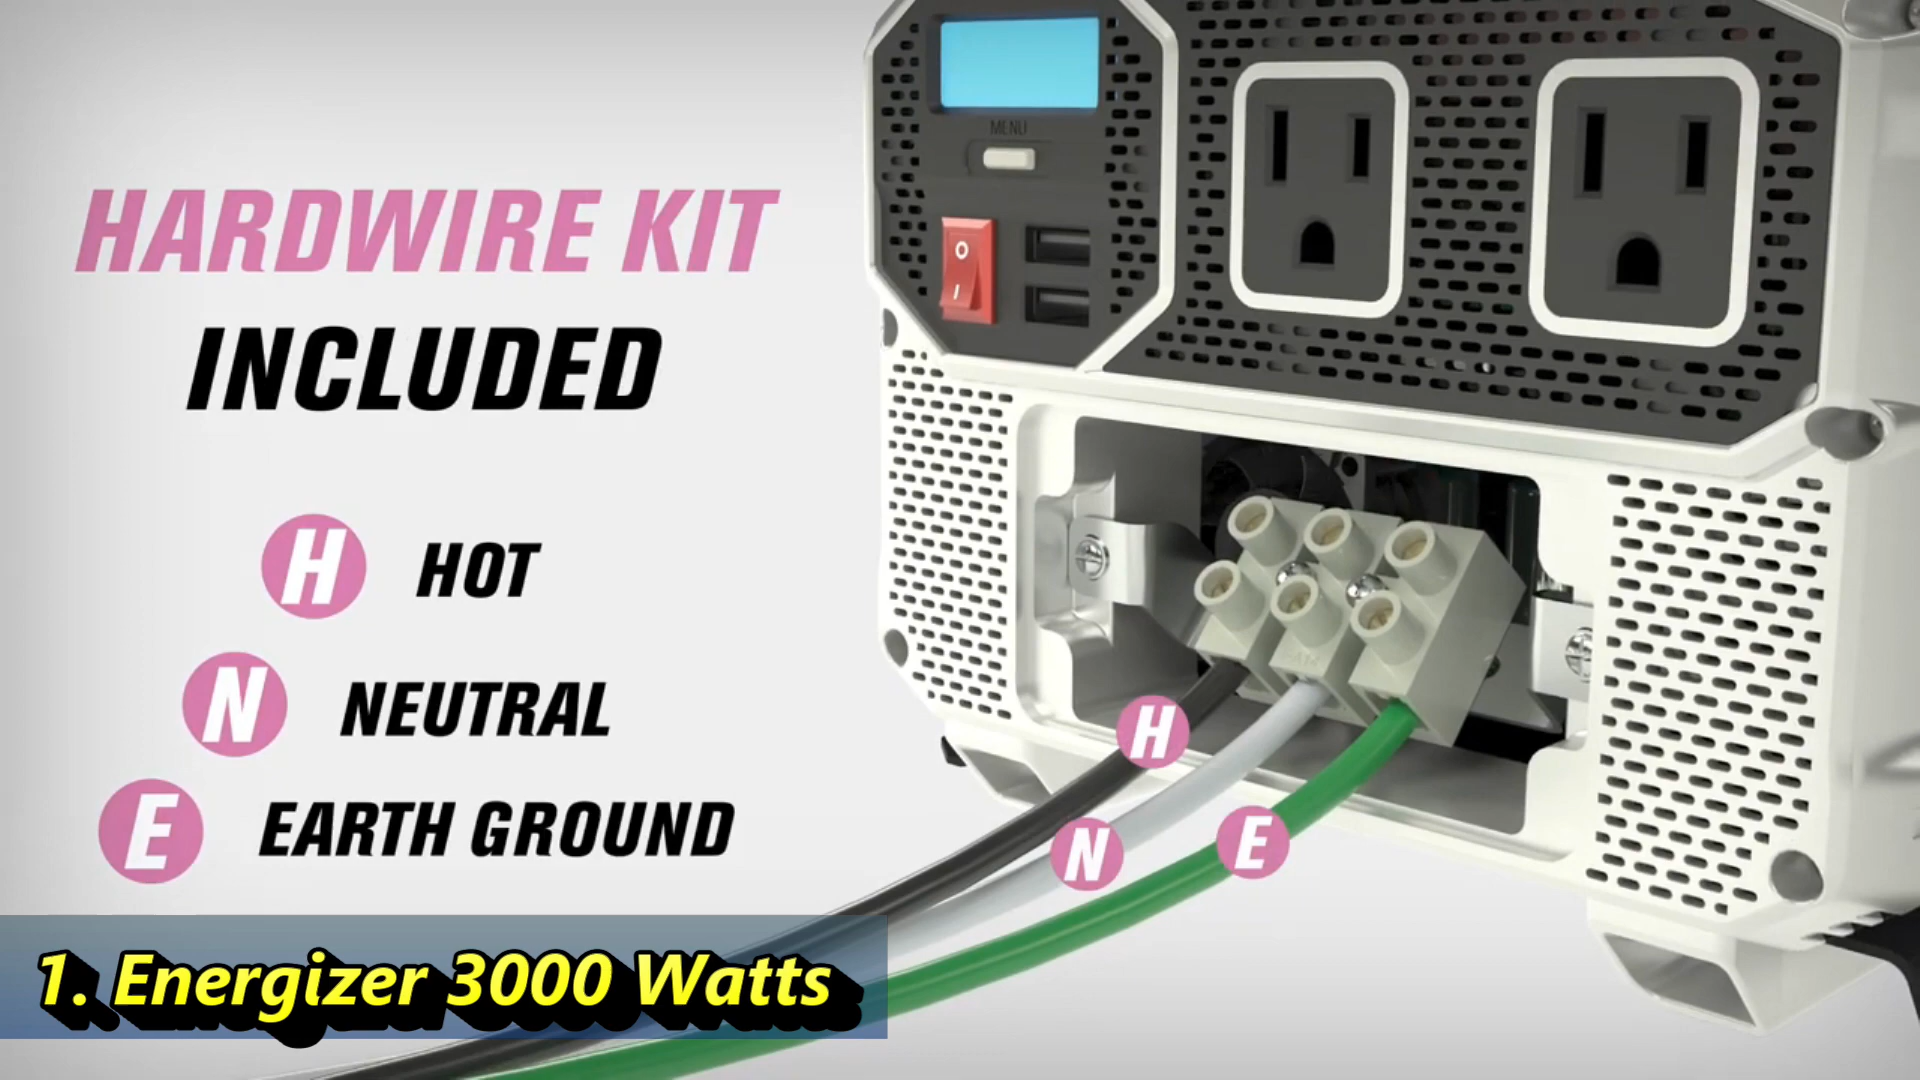 HARDWIRE KIT
INCLUDED
H HOT
N NEUTRAL
E EARTH GROUND
MENU
O
I
H
N
E
1. Energizer 3000 Watts